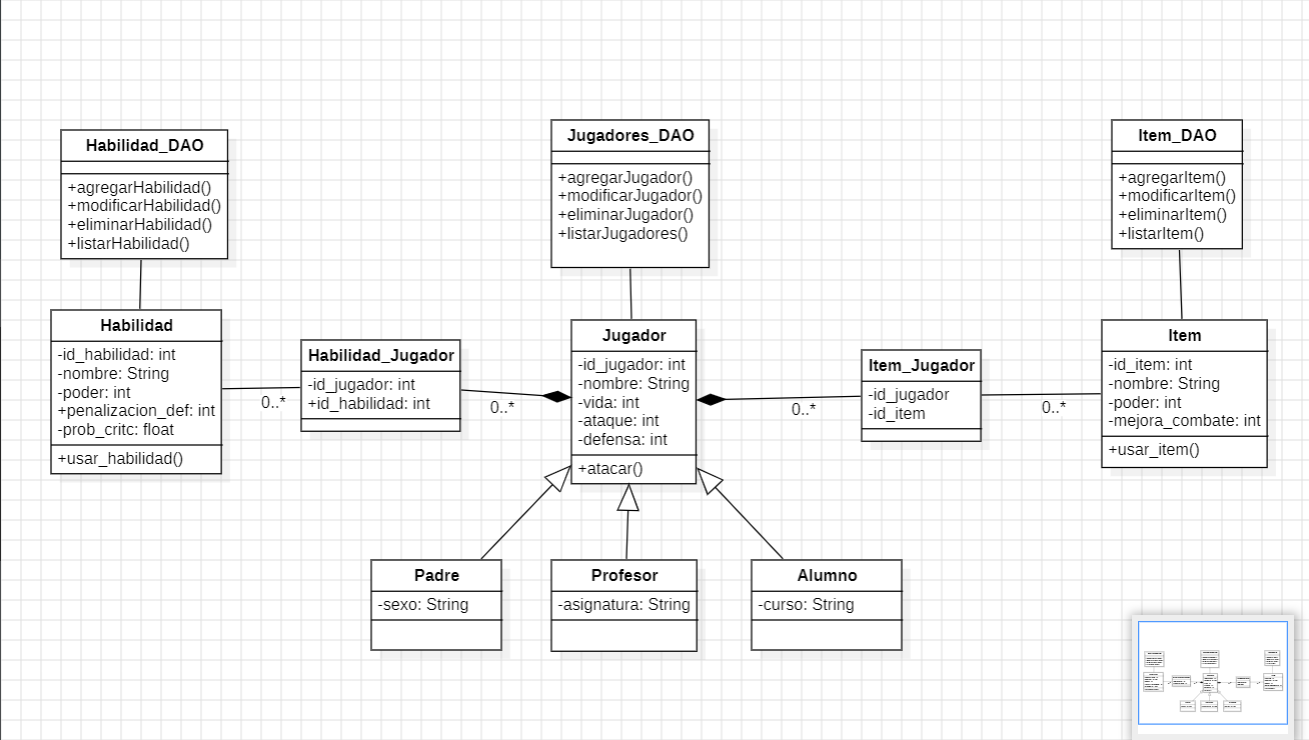 Habilidad_DAO
+agregarHabilidad()
+modificarHabilidad()
+eliminarHabilidad()
+listarHabilidad()
Jugadores_DAO
+agregarJugador()
+modificarJugador()
+eliminarJugador()
+listarJugadores()
Item_DAO
+agregarItem()
+modificarItem()
+eliminarItem()
+listarItem()
Habilidad
-id_habilidad: int
-nombre: String
-poder: int
+penalizacion_def: int
-prob_critc: float
+usar_habilidad()
0..*
Habilidad_Jugador
-id_jugador: int
+id_habilidad: int
0..*
Jugador
-id_jugador: int
-nombre: String
-vida: int
-ataque: int
-defensa: int
+atacar()
0..*
Item_Jugador
-id_jugador
-id_item
0..*
Item
-id_item: int
-nombre: String
-poder: int
-mejora_combate: int
+usar_item()
Padre
-sexo: String
Profesor
-asignatura: String
Alumno
-curso: String